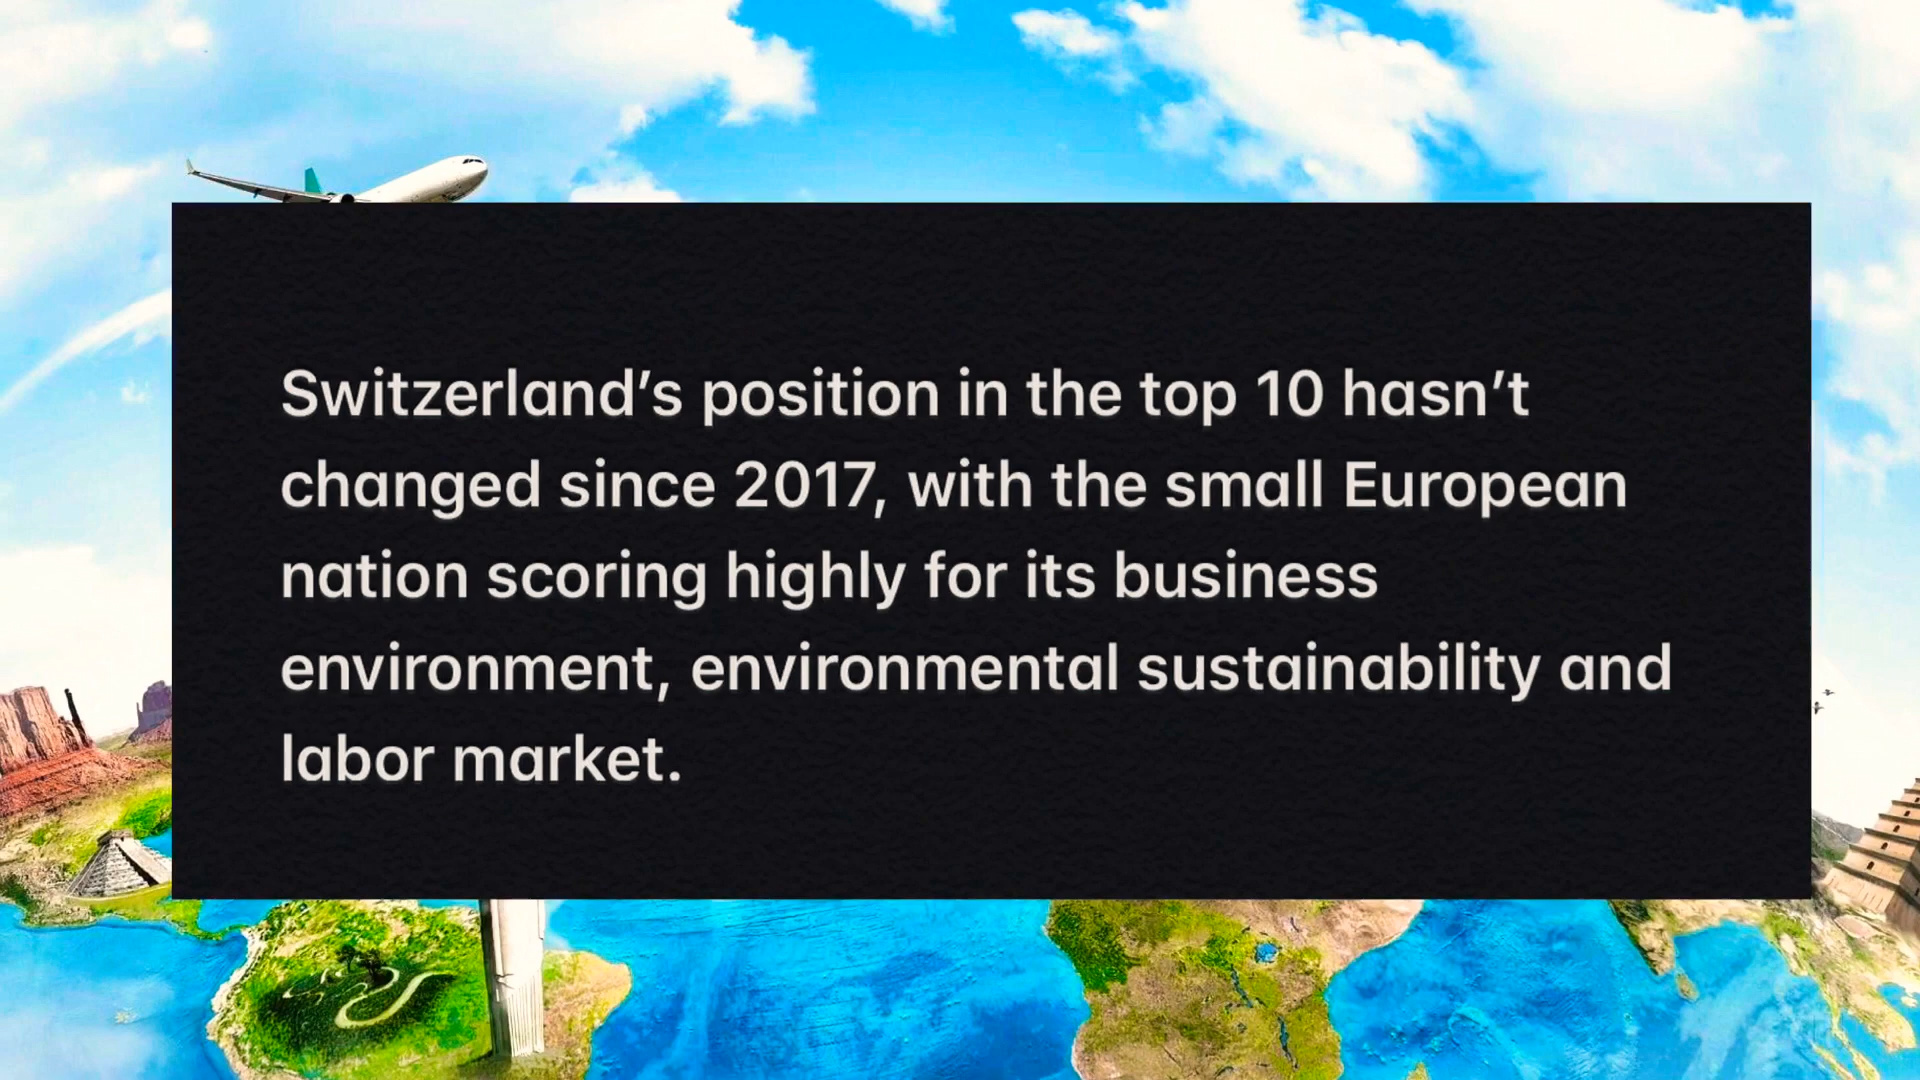 Switzerland’s position in the top 10 hasn’t
changed since 2017, with the small European
nation scoring highly for its business
environment, environmental sustainability and
labor market.